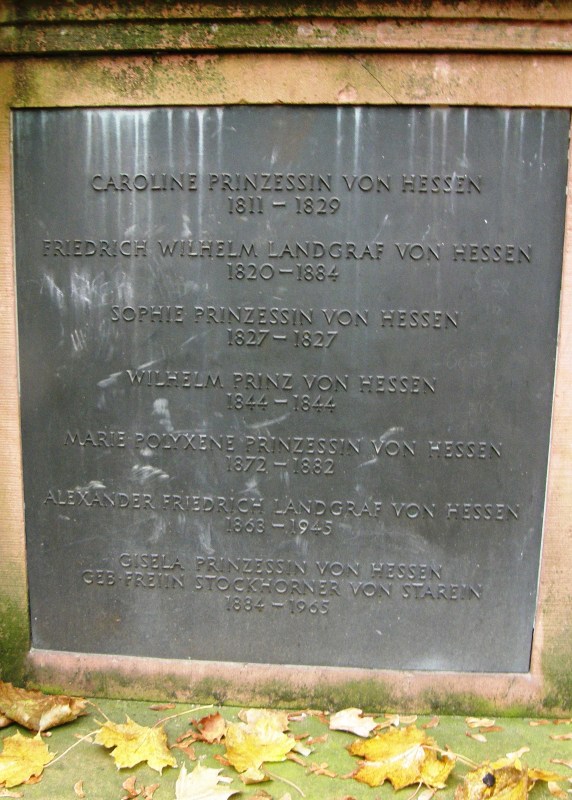 CAROLINE PRINZESSIN VON HESSEN
1811 – 1829
FRIEDRICH WILHELM LANDGRAF VON HESSEN
1820 – 1884
SOPHIE PRINZESSIN VON HESSEN
1827 – 1827
WILHELM PRINZ VON HESSEN
1844 – 1844
MARIE POLYXENE PRINZESSIN VON HESSEN
1872 – 1882
ALEXANDER FRIEDRICH LANDGRAF VON HESSEN
1863 – 1945
GISELA PRINZESSIN VON HESSEN
GEB·FREIIN STOCKHORNER VON STAREIN
1884 – 1965